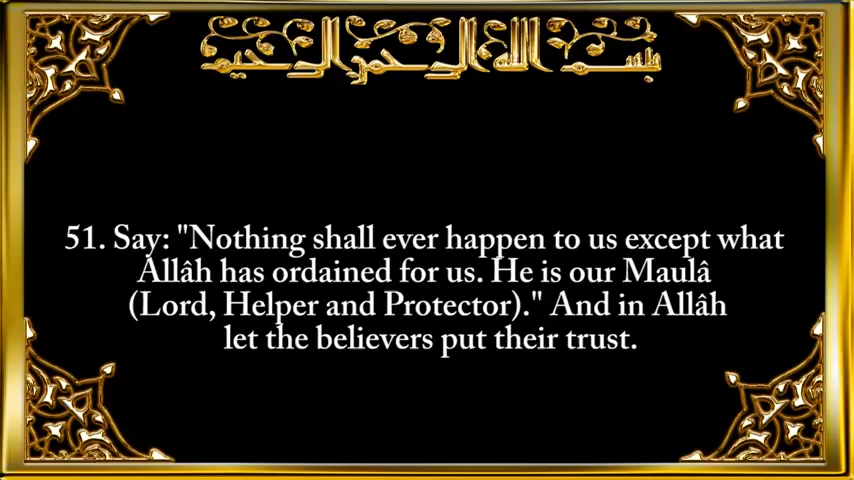 بسم الله الرحمن الرحيم
51. Say: "Nothing shall ever happen to us except what
Allâh has ordained for us. He is our Maulâ
(Lord, Helper and Protector)." And in Allâh
let the believers put their trust.